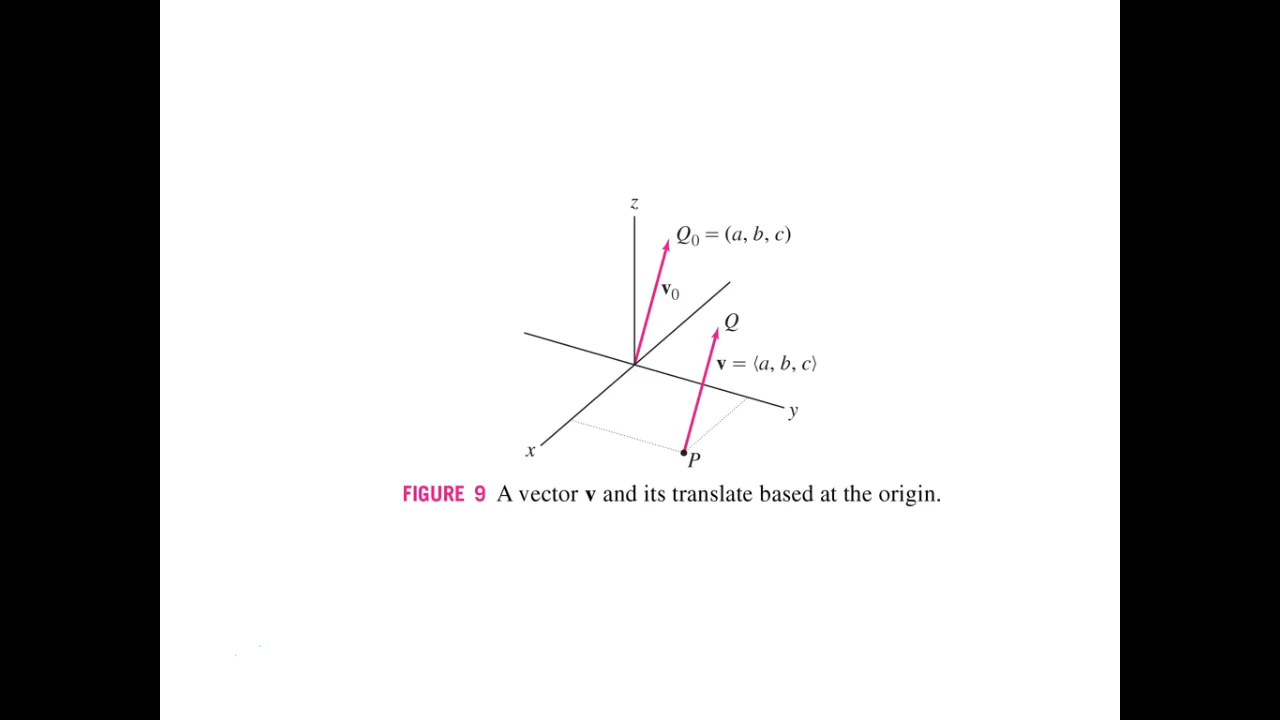 z
Q₀ = (a, b, c)
v₀
Q
v = ⟨a, b, c⟩
y
x
P
FIGURE 9 A vector v and its translate based at the origin.